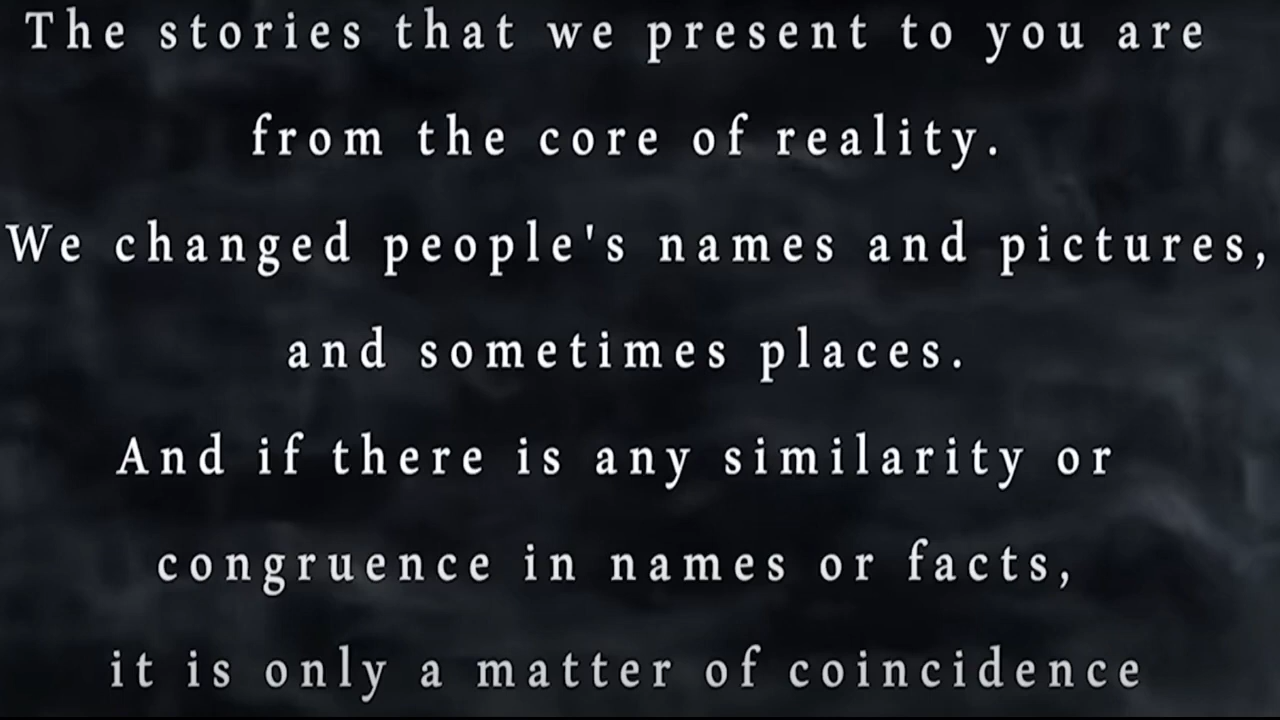 The stories that we present to you are
from the core of reality.
We changed people's names and pictures,
and sometimes places.
And if there is any similarity or
congruence in names or facts,
it is only a matter of coincidence